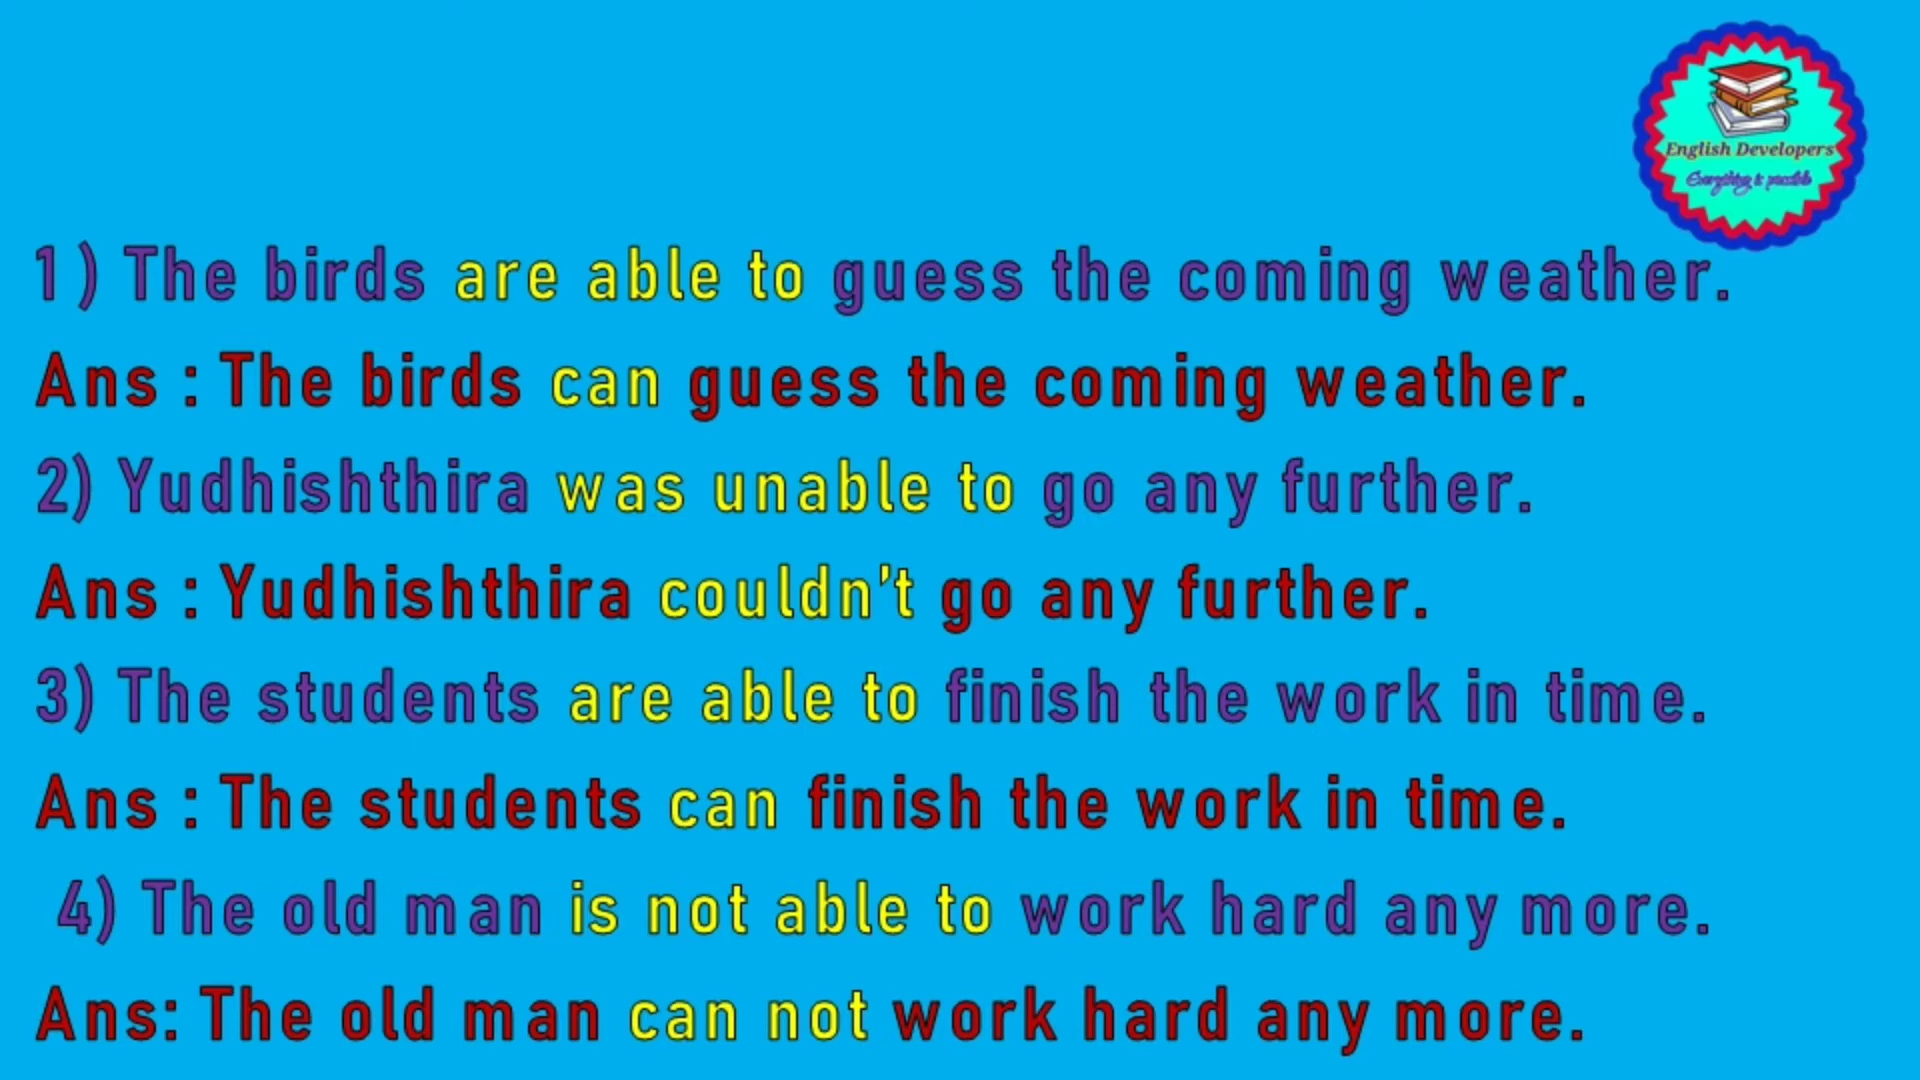 English Developers
Everything is possible
1) The birds are able to guess the coming weather.
Ans : The birds can guess the coming weather.
2) Yudhishthira was unable to go any further.
Ans : Yudhishthira couldn't go any further.
3) The students are able to finish the work in time.
Ans : The students can finish the work in time.
4) The old man is not able to work hard any more.
Ans: The old man can not work hard any more.